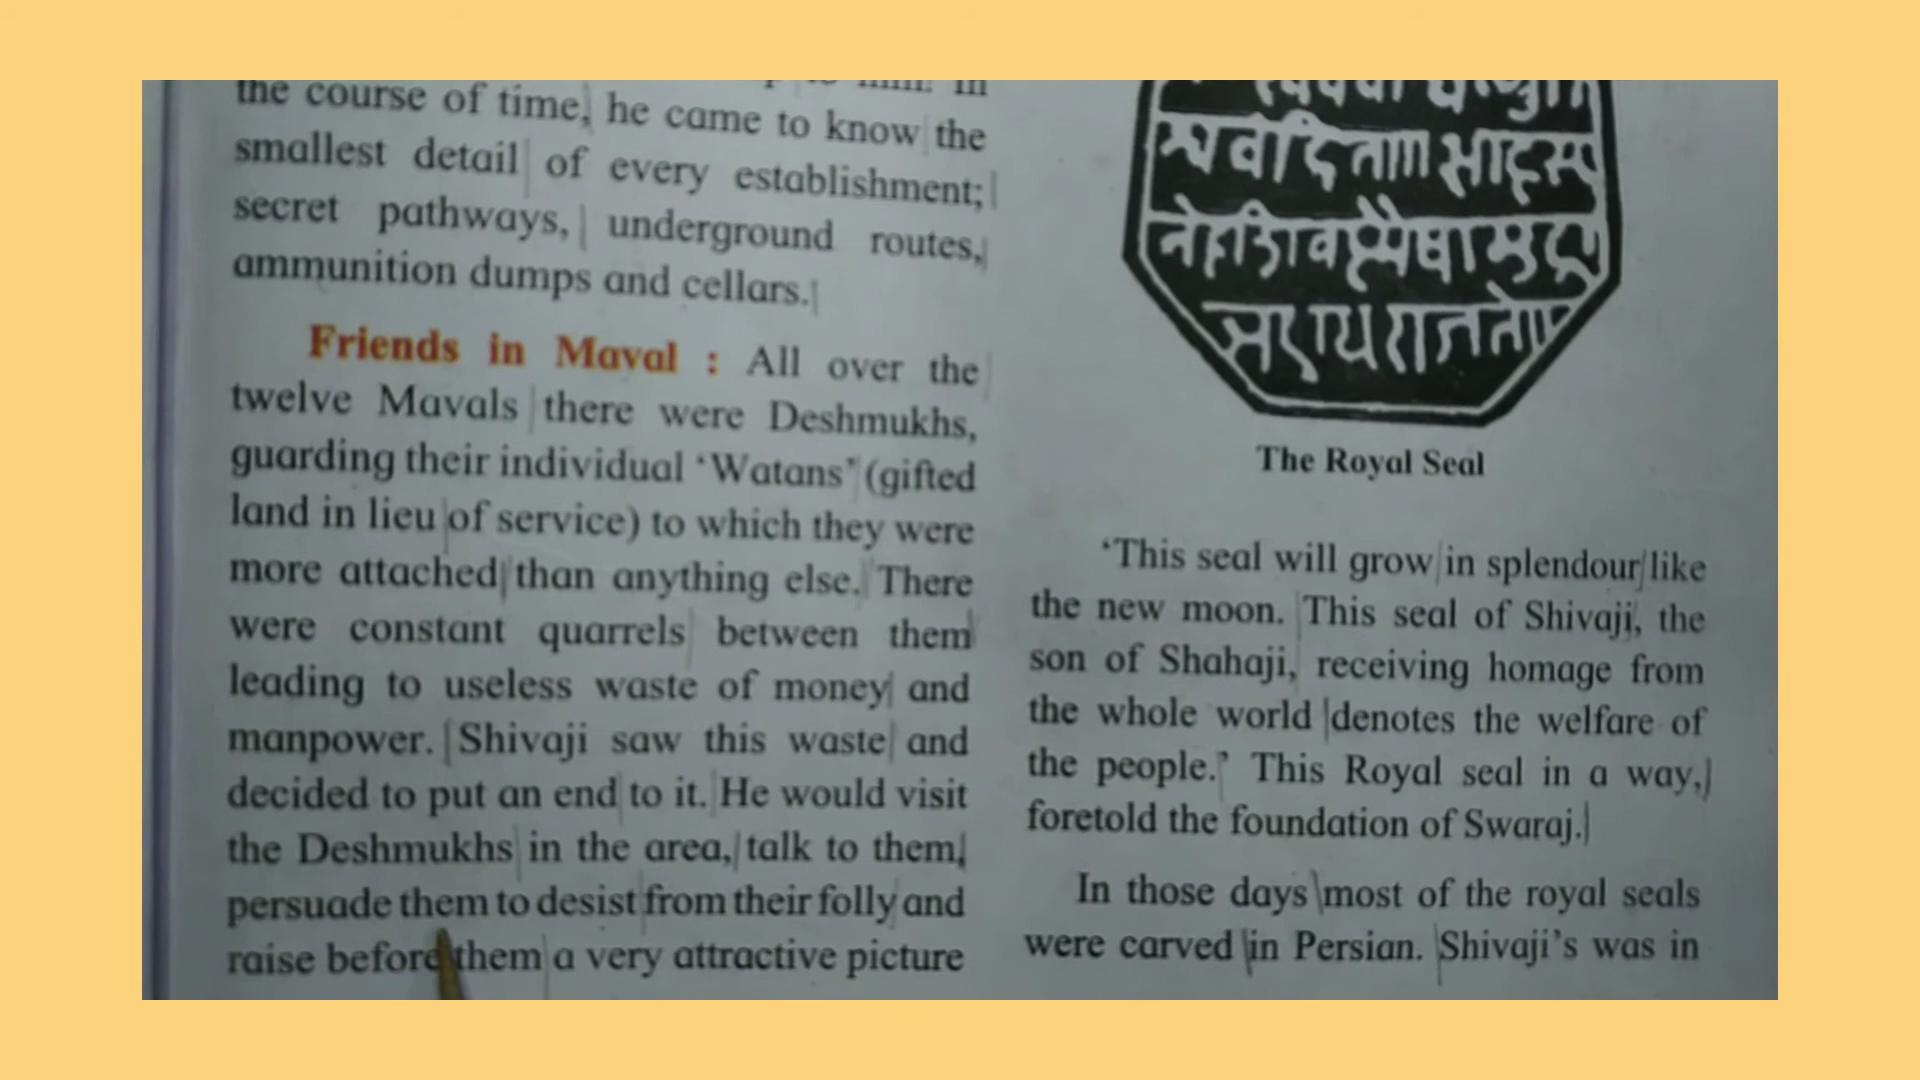 the course of time, he came to know the
smallest detail of every establishment;
secret pathways, underground routes,
ammunition dumps and cellars.
Friends in Maval : All over the
twelve Mavals there were Deshmukhs,
guarding their individual ‘Watans’ (gifted
land in lieu of service) to which they were
more attached than anything else. There
were constant quarrels between them
leading to useless waste of money and
manpower. Shivaji saw this waste and
decided to put an end to it. He would visit
the Deshmukhs in the area, talk to them,
persuade them to desist from their folly and
raise before them a very attractive picture
The Royal Seal
‘This seal will grow in splendour like
the new moon. This seal of Shivaji, the
son of Shahaji, receiving homage from
the whole world denotes the welfare of
the people.’ This Royal seal in a way,
foretold the foundation of Swaraj.
In those days most of the royal seals
were carved in Persian. Shivaji’s was in